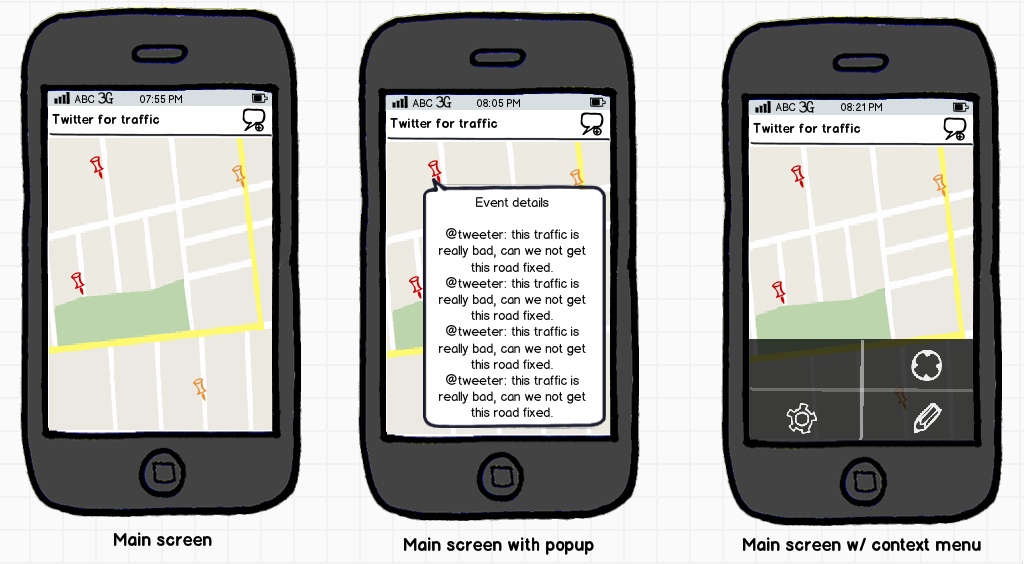 ABC 3G 07:55 PM
Twitter for traffic
Main screen
ABC 3G 08:05 PM
Twitter for traffic
Event details
@tweeter: this traffic is
really bad, can we not get
this road fixed.
@tweeter: this traffic is
really bad, can we not get
this road fixed.
@tweeter: this traffic is
really bad, can we not get
this road fixed.
@tweeter: this traffic is
really bad, can we not get
this road fixed.
Main screen with popup
ABC 3G 08:21 PM
Twitter for traffic
Main screen w/ context menu